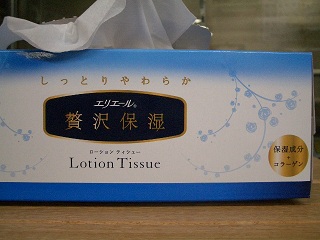 しっとりやわらか
エリエール®
贅沢保湿
ローション ティシュー
Lotion Tissue
保湿成分
+
コラーゲン